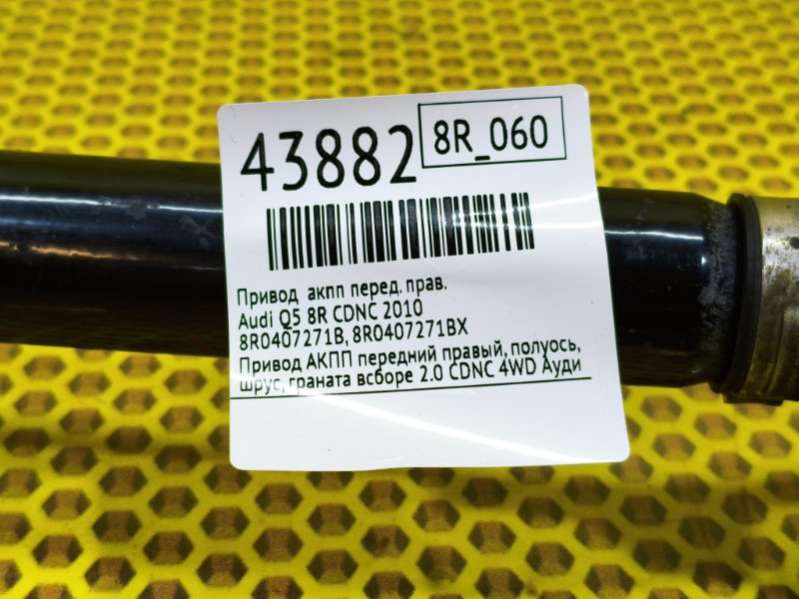 43882
8R_060
Привод акпп перед. прав.
Audi Q5 8R CDNC 2010
8R0407271B, 8R0407271BX
Привод АКПП передний правый, полуось,
шрус, граната всборе 2.0 CDNC 4WD Ауди